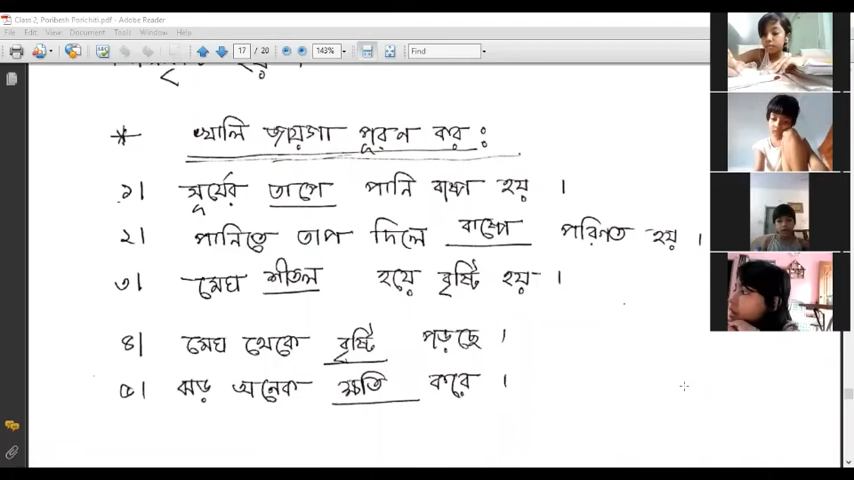 Class 2, Poribesh Porichiti.pdf - Adobe Reader
File Edit View Document Tools Window Help
17 / 20 143% Find
* খালি জায়গা পূরণ কার:
১। সূর্যের তাপে পানি বাষ্প হয় ।
২। পানিতে তাপ দিলে বাষ্পে পরিণত হয় ।
৩। মেঘ শীতল হয়ে বৃষ্টি হয় ।
৪। মেঘ থেকে বৃষ্টি পড়ছে ।
৫। ঝড় অনেক ক্ষতি করে ।